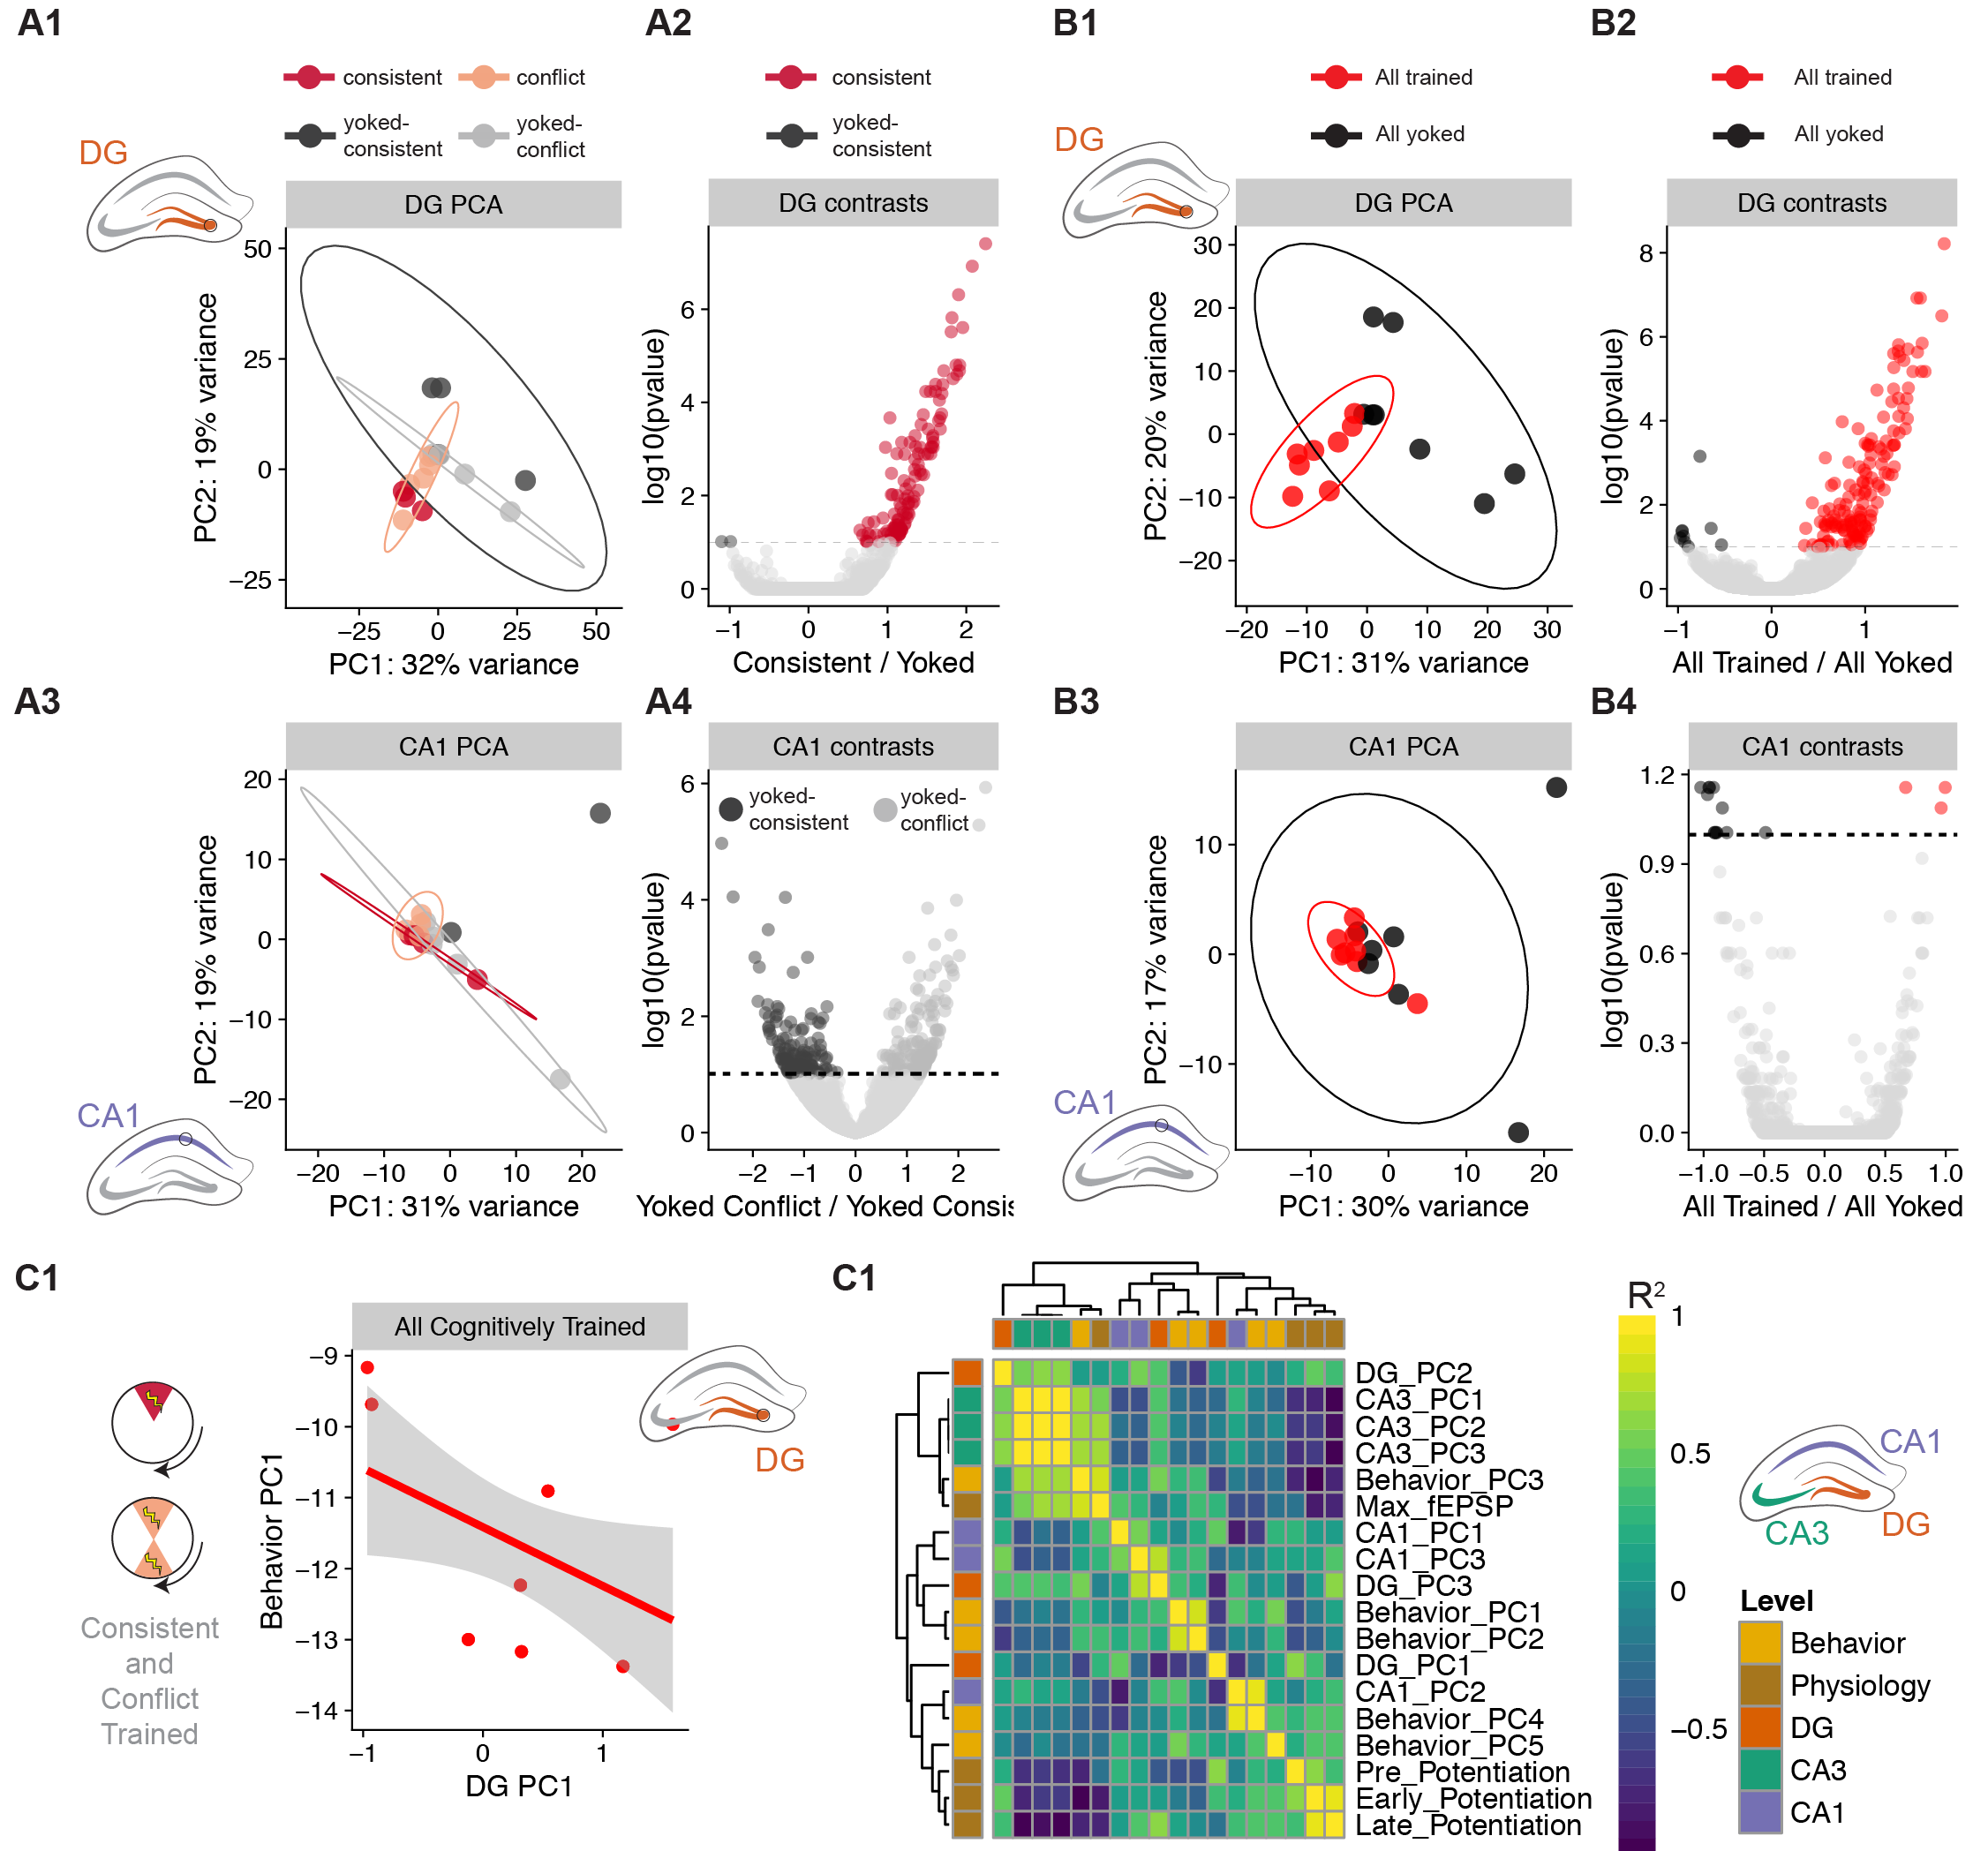 A1
consistent
conflict
yoked-
consistent
yoked-
conflict
DG
DG PCA
50
25
0
−25
PC2: 19% variance
−25
0
25
50
PC1: 32% variance
A2
consistent
yoked-
consistent
DG contrasts
6
4
2
0
log10(pvalue)
−1
0
1
2
Consistent / Yoked
B1
All trained
All yoked
DG
DG PCA
30
20
10
0
−10
−20
PC2: 20% variance
−20
−10
0
10
20
30
PC1: 31% variance
B2
All trained
All yoked
DG contrasts
8
6
4
2
0
log10(pvalue)
−1
0
1
All Trained / All Yoked
A3
CA1 PCA
20
10
0
−10
−20
PC2: 19% variance
CA1
−20
−10
0
10
20
PC1: 31% variance
A4
CA1 contrasts
yoked-
consistent
yoked-
conflict
6
4
2
0
log10(pvalue)
−2
−1
0
1
2
Yoked Conflict / Yoked Consis
B3
CA1 PCA
10
0
−10
PC2: 17% variance
CA1
−10
0
10
20
PC1: 30% variance
B4
CA1 contrasts
1.2
0.9
0.6
0.3
0.0
log10(pvalue)
−1.0
−0.5
0.0
0.5
1.0
All Trained / All Yoked
C1
All Cognitively Trained
−9
−10
−11
−12
−13
−14
Behavior PC1
−1
0
1
DG PC1
DG
Consistent
and
Conflict
Trained
C1
DG_PC2
CA3_PC1
CA3_PC2
CA3_PC3
Behavior_PC3
Max_fEPSP
CA1_PC1
CA1_PC3
DG_PC3
Behavior_PC1
Behavior_PC2
DG_PC1
CA1_PC2
Behavior_PC4
Behavior_PC5
Pre_Potentiation
Early_Potentiation
Late_Potentiation
R²
1
0.5
0
−0.5
CA1
CA3
DG
Level
Behavior
Physiology
DG
CA3
CA1